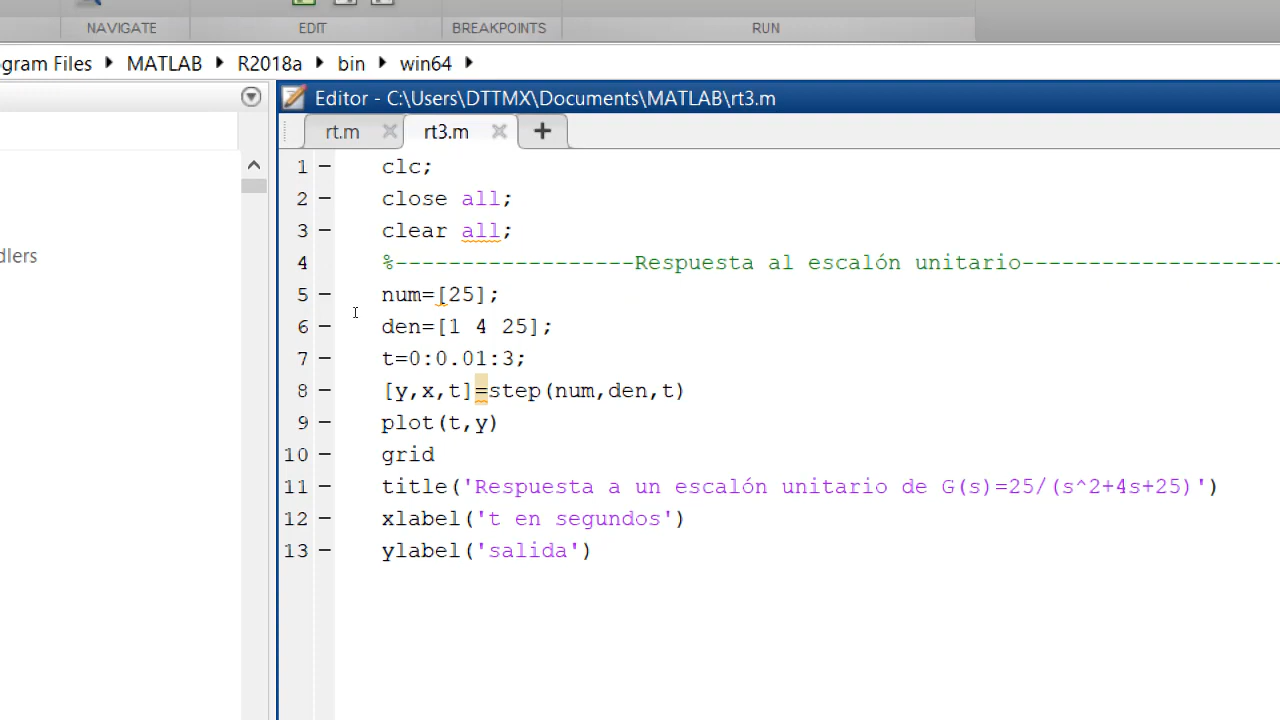 NAVIGATE EDIT BREAKPOINTS RUN
gram Files MATLAB R2018a bin win64
Editor - C:\Users\DTTMX\Documents\MATLAB\rt3.m
rt.m rt3.m
dlers
1 clc;
2 close all;
3 clear all;
4 %------------------Respuesta al escalón unitario--------------------
5 num=[25];
6 den=[1 4 25];
7 t=0:0.01:3;
8 [y,x,t]=step(num,den,t)
9 plot(t,y)
10 grid
11 title('Respuesta a un escalón unitario de G(s)=25/(s^2+4s+25)')
12 xlabel('t en segundos')
13 ylabel('salida')